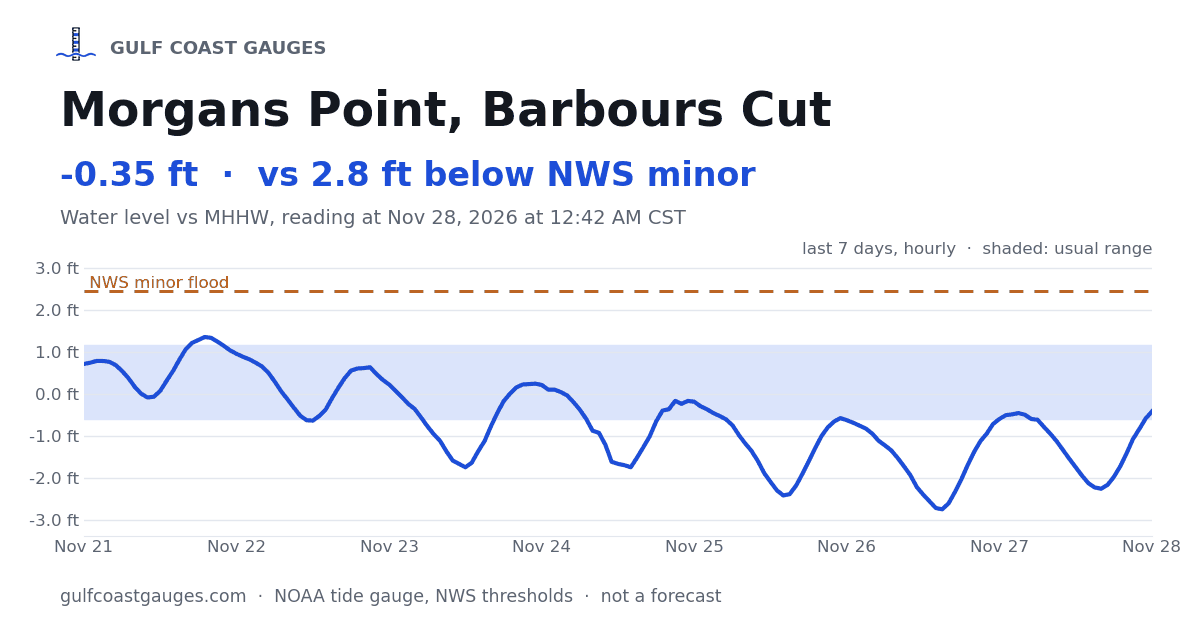 GULF COAST GAUGES
Morgans Point, Barbours Cut
-0.35 ft · vs 2.8 ft below NWS minor
Water level vs MHHW, reading at Nov 28, 2026 at 12:42 AM CST
last 7 days, hourly · shaded: usual range
3.0 ft
NWS minor flood
2.0 ft
1.0 ft
0.0 ft
-1.0 ft
-2.0 ft
-3.0 ft
Nov 21 Nov 22 Nov 23 Nov 24 Nov 25 Nov 26 Nov 27 Nov 28
gulfcoastgauges.com · NOAA tide gauge, NWS thresholds · not a forecast